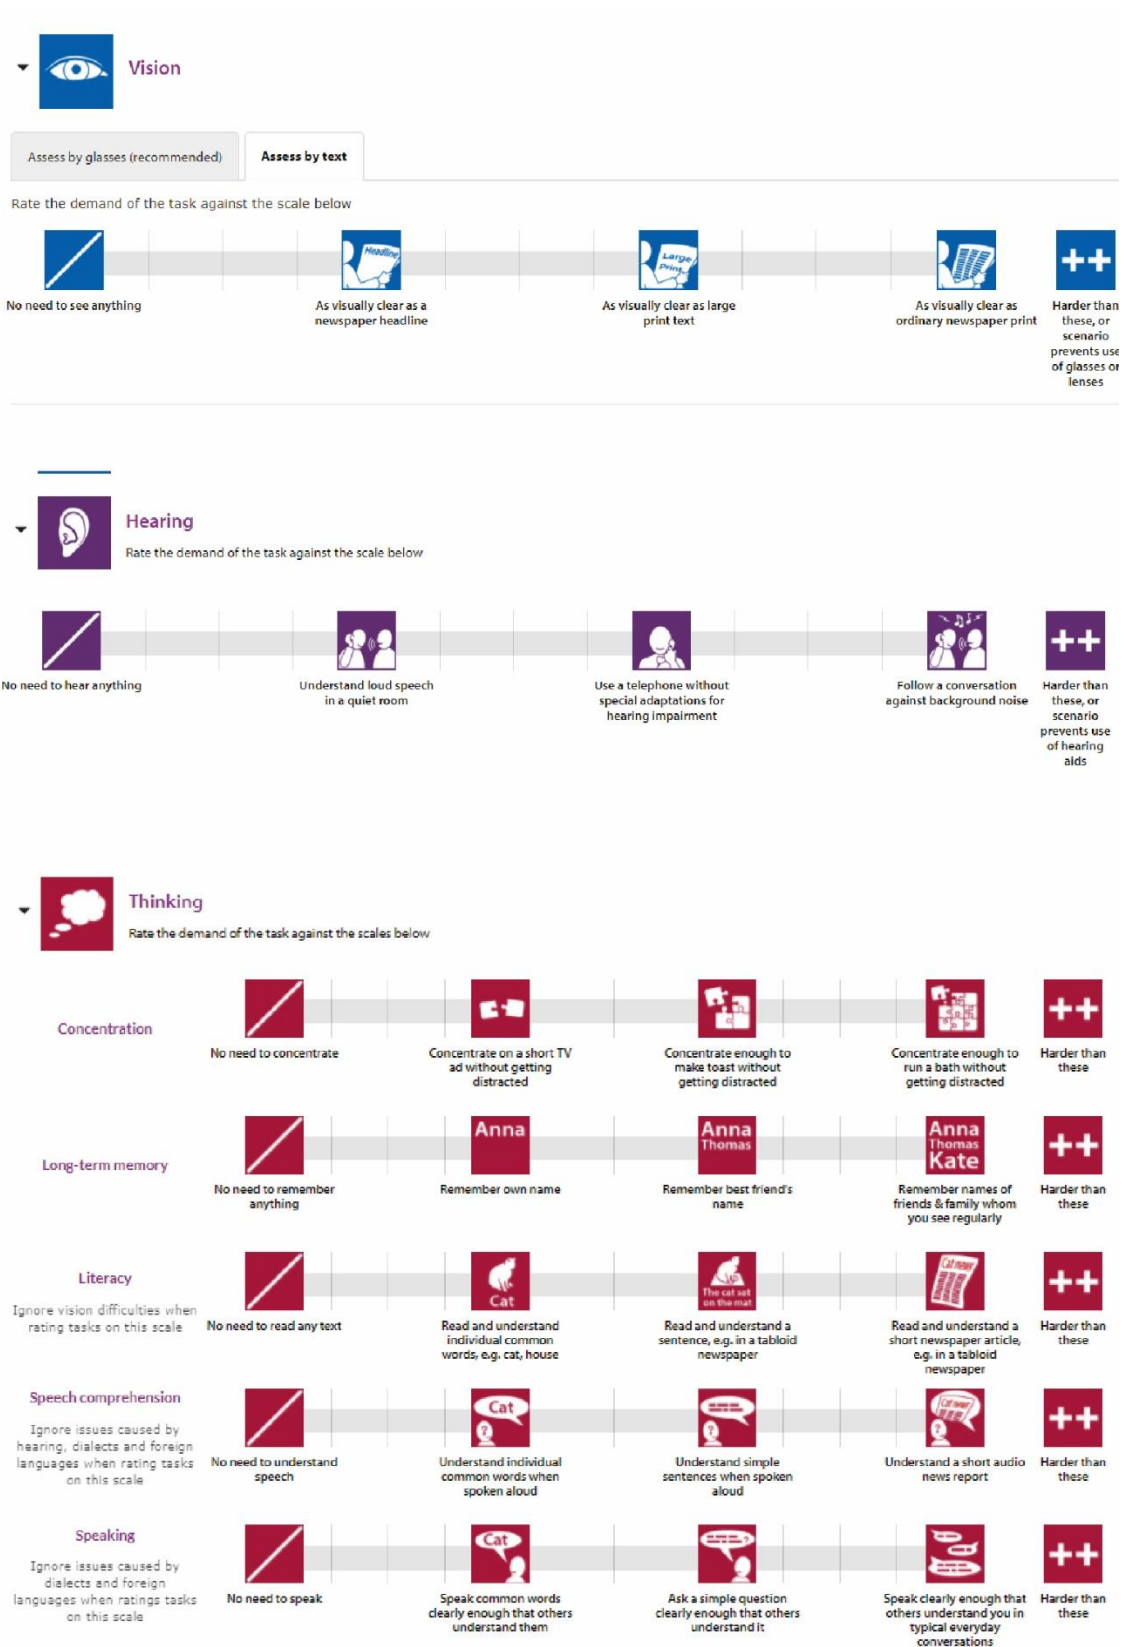 Vision
Assess by glasses (recommended)
Assess by text
Rate the demand of the task against the scale below
Headline
Large
Print
++
No need to see anything
As visually clear as a
newspaper headline
As visually clear as large
print text
As visually clear as
ordinary newspaper print
Harder than
these, or
scenario
prevents use
of glasses or
lenses
Hearing
Rate the demand of the task against the scale below
++
No need to hear anything
Understand loud speech
in a quiet room
Use a telephone without
special adaptations for
hearing impairment
Follow a conversation
against background noise
Harder than
these, or
scenario
prevents use
of hearing
aids
Thinking
Rate the demand of the task against the scales below
Concentration
++
No need to concentrate
Concentrate on a short TV
ad without getting
distracted
Concentrate enough to
make toast without
getting distracted
Concentrate enough to
run a bath without
getting distracted
Harder than
these
Long-term memory
Anna
Anna
Thomas
Anna
Thomas
Kate
++
No need to remember
anything
Remember own name
Remember best friend's
name
Remember names of
friends & family whom
you see regularly
Harder than
these
Literacy
Ignore vision difficulties when
rating tasks on this scale
Cat
The cat sat
on the mat
Cat news
++
No need to read any text
Read and understand
individual common
words, e.g. cat, house
Read and understand a
sentence, e.g. in a tabloid
newspaper
Read and understand a
short newspaper article,
e.g. in a tabloid
newspaper
Harder than
these
Speech comprehension
Ignore issues caused by
hearing, dialects and foreign
languages when rating tasks
on this scale
Cat
?
?
Cat news
?
++
No need to understand
speech
Understand individual
common words when
spoken aloud
Understand simple
sentences when spoken
aloud
Understand a short audio
news report
Harder than
these
Speaking
Ignore issues caused by
dialects and foreign
languages when ratings tasks
on this scale
Cat
?
++
No need to speak
Speak common words
clearly enough that others
understand them
Ask a simple question
clearly enough that others
understand it
Speak clearly enough that
others understand you in
typical everyday
conversations
Harder than
these